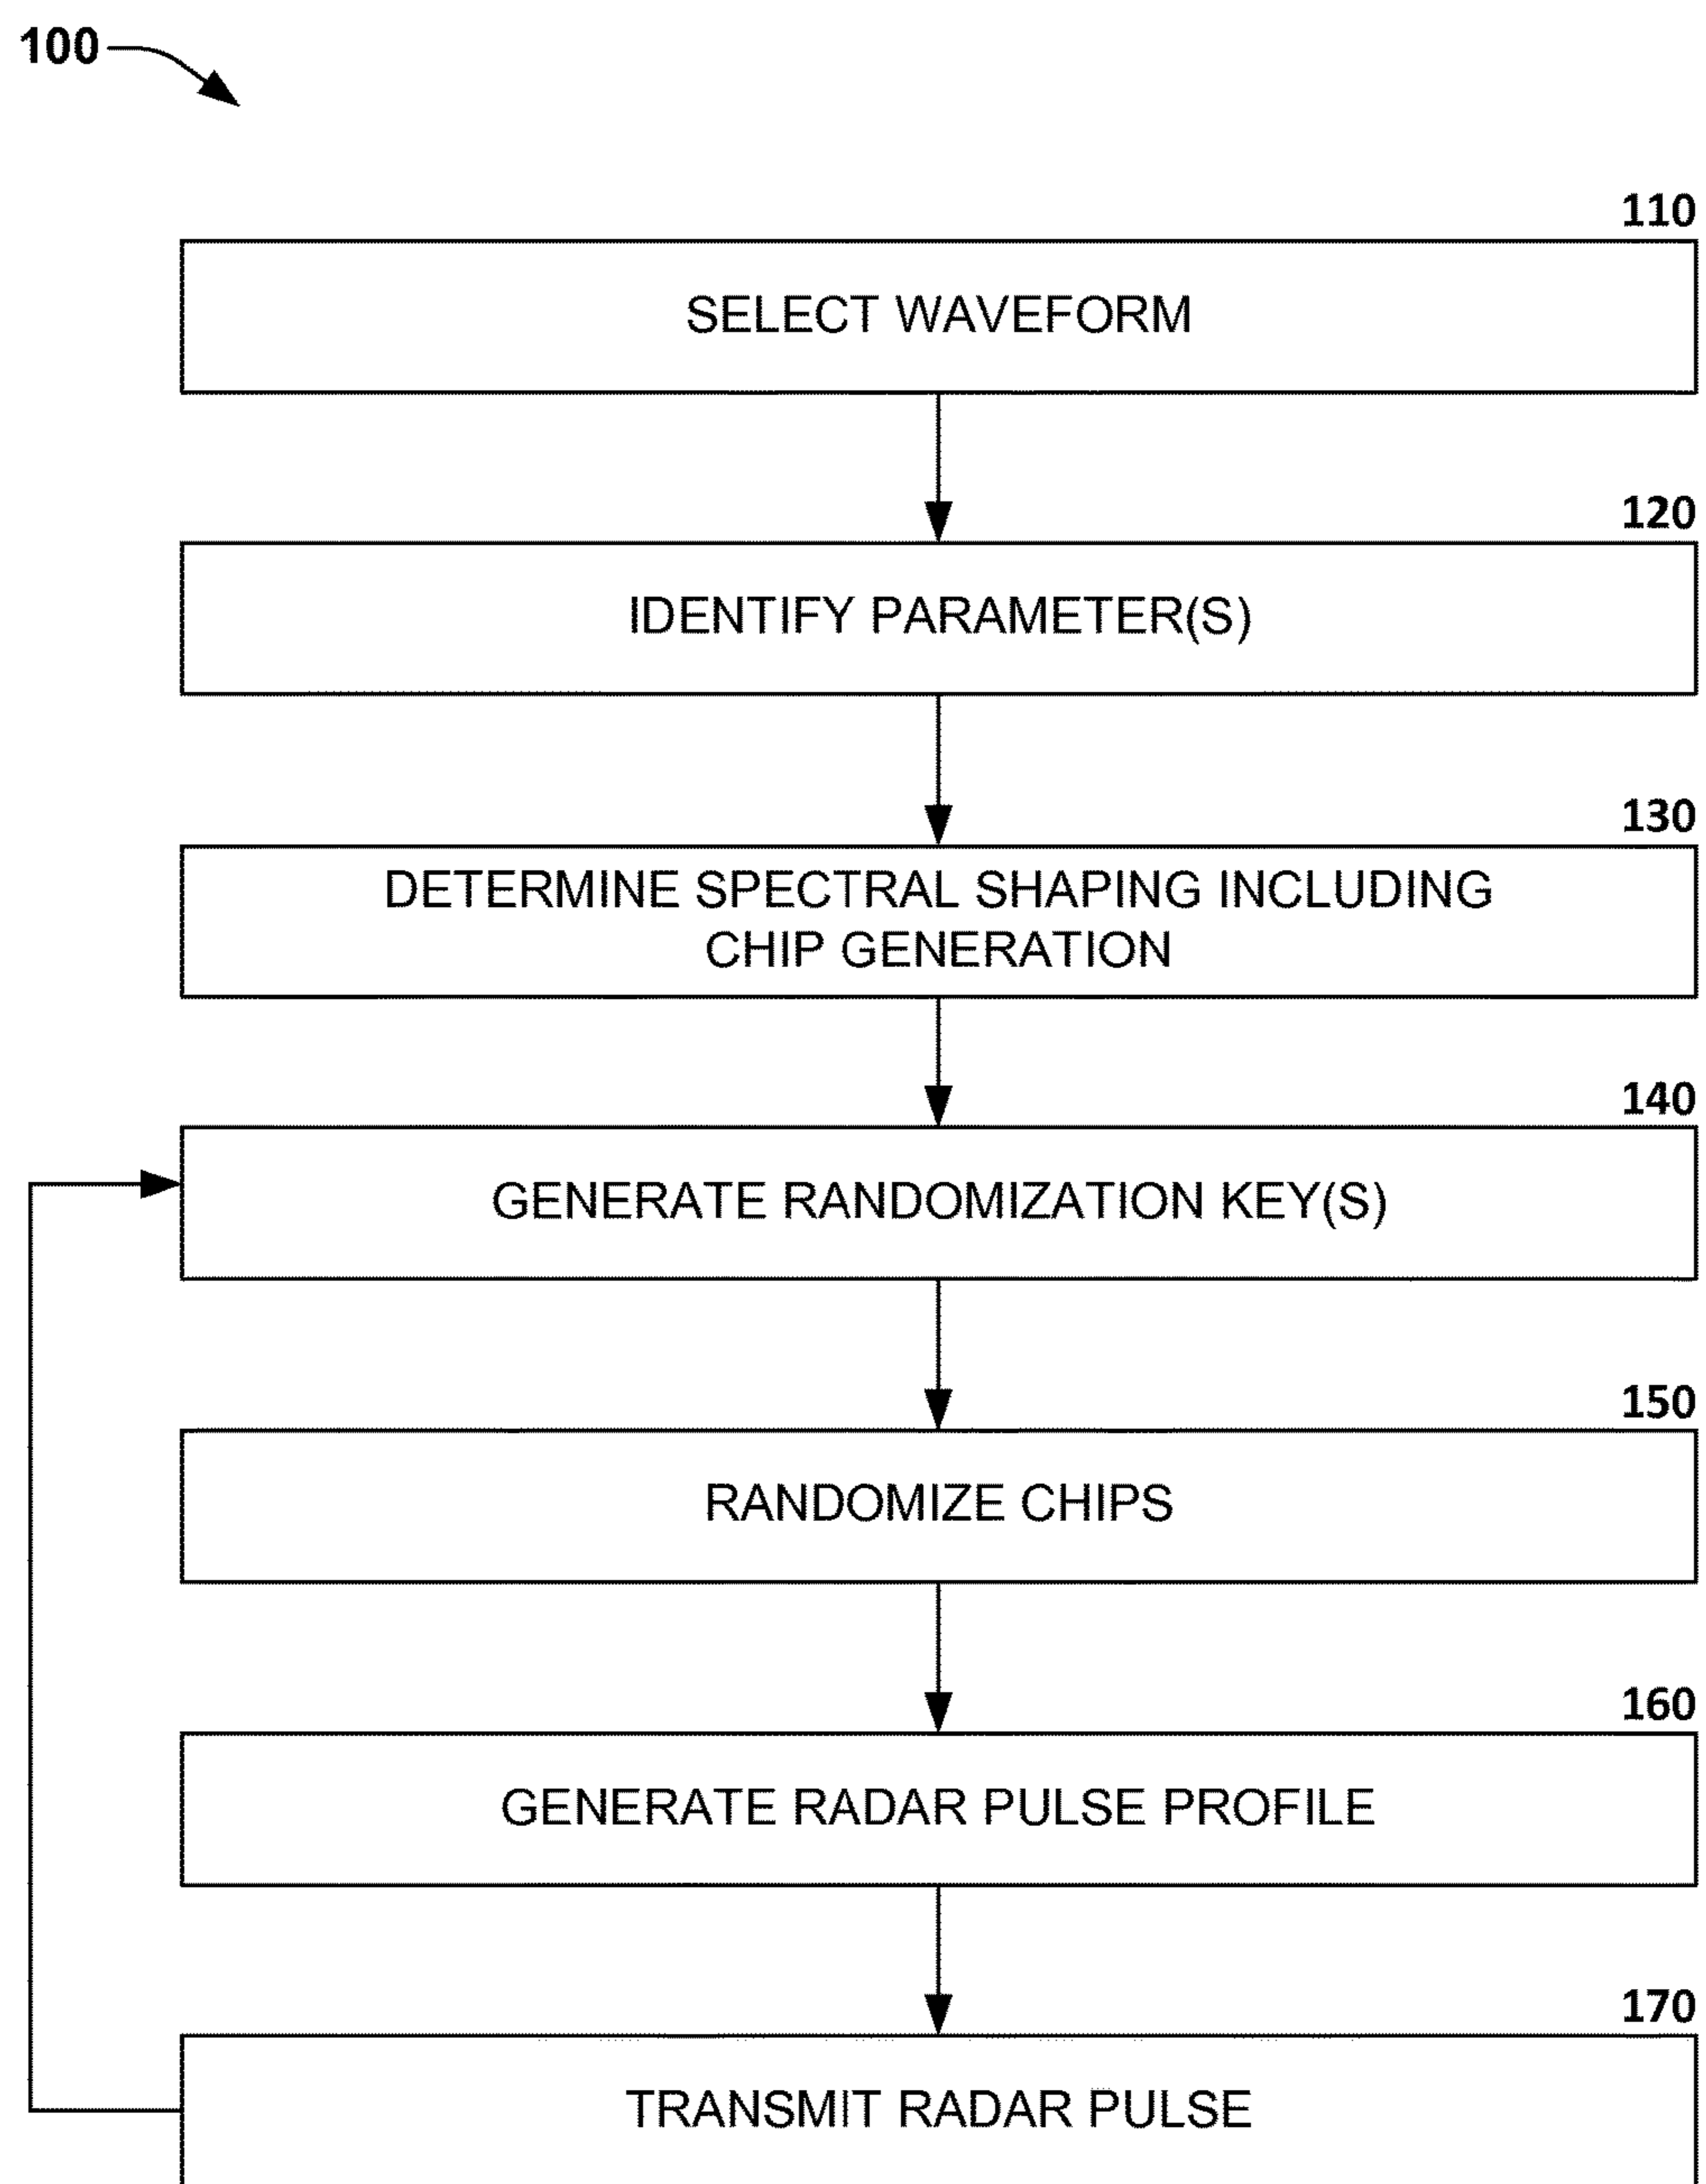 100
110
SELECT WAVEFORM
120
IDENTIFY PARAMETER(S)
130
DETERMINE SPECTRAL SHAPING INCLUDING
CHIP GENERATION
140
GENERATE RANDOMIZATION KEY(S)
150
RANDOMIZE CHIPS
160
GENERATE RADAR PULSE PROFILE
170
TRANSMIT RADAR PULSE